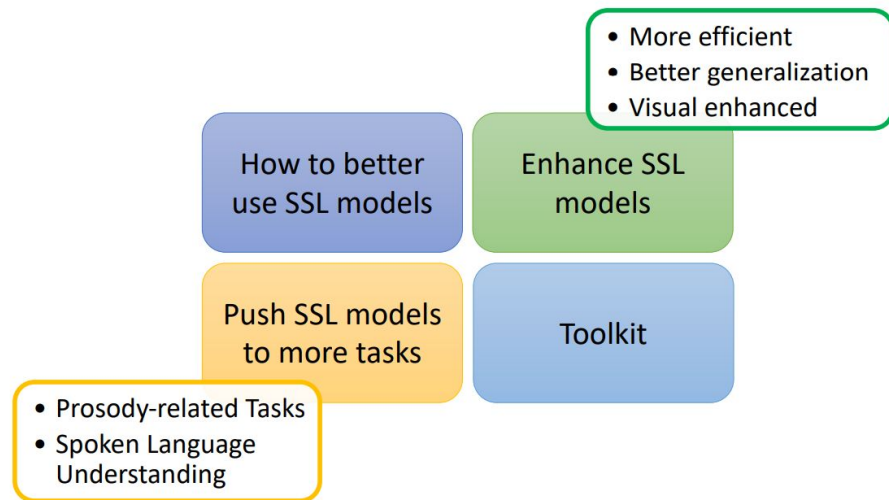 • More efficient
• Better generalization
• Visual enhanced
How to better
use SSL models
Enhance SSL
models
Push SSL models
to more tasks
Toolkit
• Prosody-related Tasks
• Spoken Language
Understanding